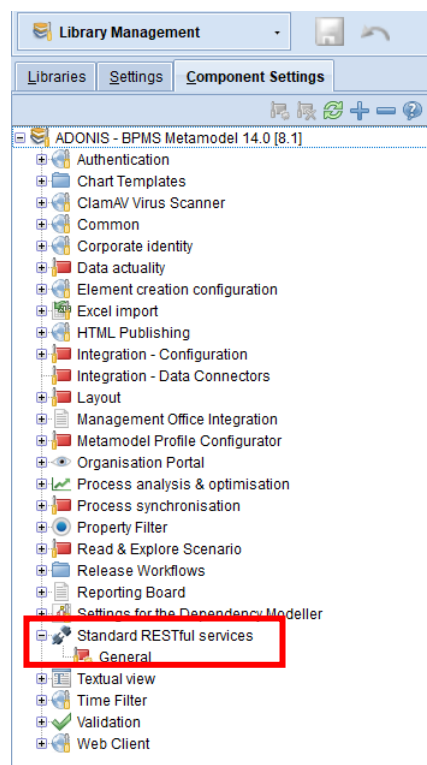 Library Management
Libraries Settings Component Settings
ADONIS - BPMS Metamodel 14.0 [8.1]
Authentication
Chart Templates
ClamAV Virus Scanner
Common
Corporate identity
Data actuality
Element creation configuration
Excel import
HTML Publishing
Integration - Configuration
Integration - Data Connectors
Layout
Management Office Integration
Metamodel Profile Configurator
Organisation Portal
Process analysis & optimisation
Process synchronisation
Property Filter
Read & Explore Scenario
Release Workflows
Reporting Board
Settings for the Dependency Modeller
Standard RESTful services
General
Textual view
Time Filter
Validation
Web Client